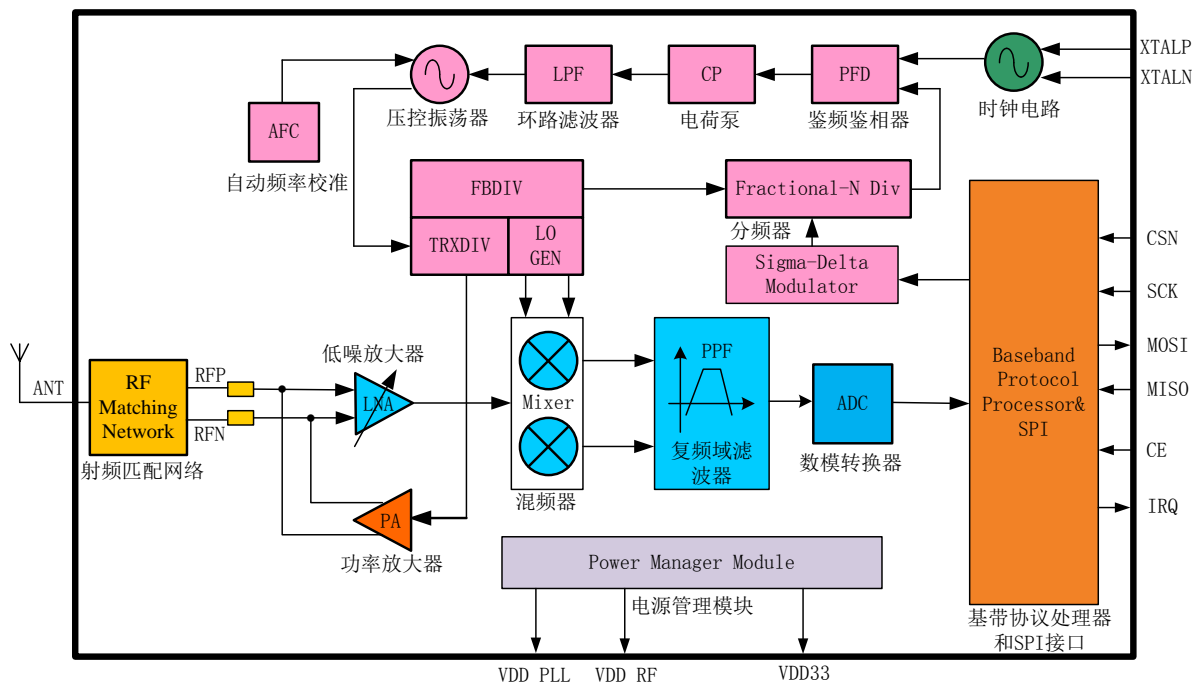 XTALP
XTALN
LPF
CP
PFD
压控振荡器
环路滤波器
电荷泵
鉴频鉴相器
时钟电路
AFC
自动频率校准
FBDIV
TRXDIV
LO
GEN
Fractional-N Div
分频器
Sigma-Delta
Modulator
CSN
SCK
MOSI
MISO
CE
IRQ
Baseband
Protocol
Processor&
SPI
基带协议处理器
和SPI接口
ANT
RF
Matching
Network
射频匹配网络
RFP
RFN
低噪放大器
LNA
Mixer
混频器
PPF
复频域滤
波器
ADC
数模转换器
PA
功率放大器
Power Manager Module
电源管理模块
VDD PLL
VDD RF
VDD33